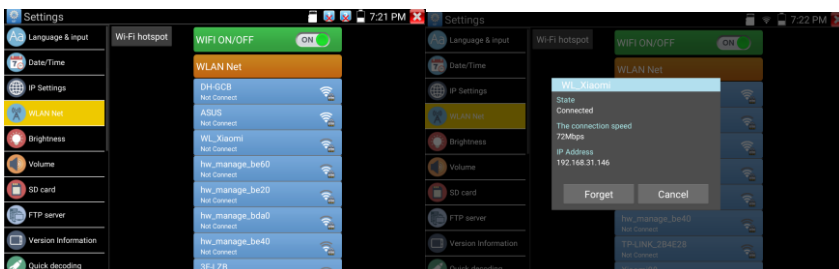 Settings
7:21 PM
Language & input
Wi-Fi hotspot
WIFI ON/OFF
ON
Date/Time
WLAN Net
IP Settings
DH-GCB
Not Connect
WLAN Net
ASUS
Not Connect
Brightness
WL_Xiaomi
Not Connect
Volume
hw_manage_be60
Not Connect
SD card
hw_manage_be20
Not Connect
FTP server
hw_manage_bda0
Not Connect
Version Information
hw_manage_be40
Not Connect
Quick decoding
Settings
7:22 PM
Language & input
Wi-Fi hotspot
WIFI ON/OFF
ON
Date/Time
WLAN Net
IP Settings
WLAN Net
Brightness
Volume
SD card
FTP server
Version Information
Quick decoding
WL_Xiaomi
State
Connected
The connection speed
72Mbps
IP Address
192.168.31.146
Forget
Cancel
hw_manage_be40
Not Connect
TP-LINK_2B4E28
Not Connect